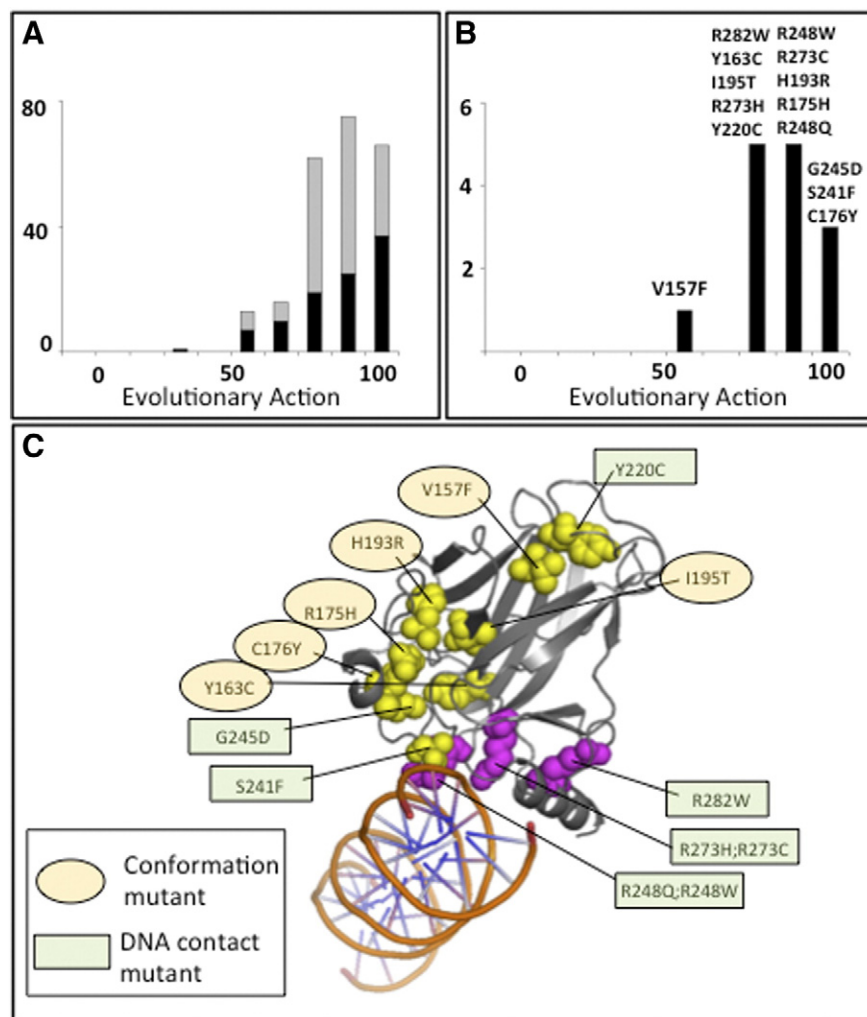 A
80
40
0
0 50 100
Evolutionary Action
B
R282W R248W
Y163C R273C
I195T H193R
R273H R175H
Y220C R248Q
G245D
S241F
C176Y
6
4
2
V157F
0 50 100
Evolutionary Action
C
Y220C
V157F
H193R
I195T
R175H
C176Y
Y163C
G245D
S241F
R282W
R273H;R273C
R248Q;R248W
Conformation
mutant
DNA contact
mutant